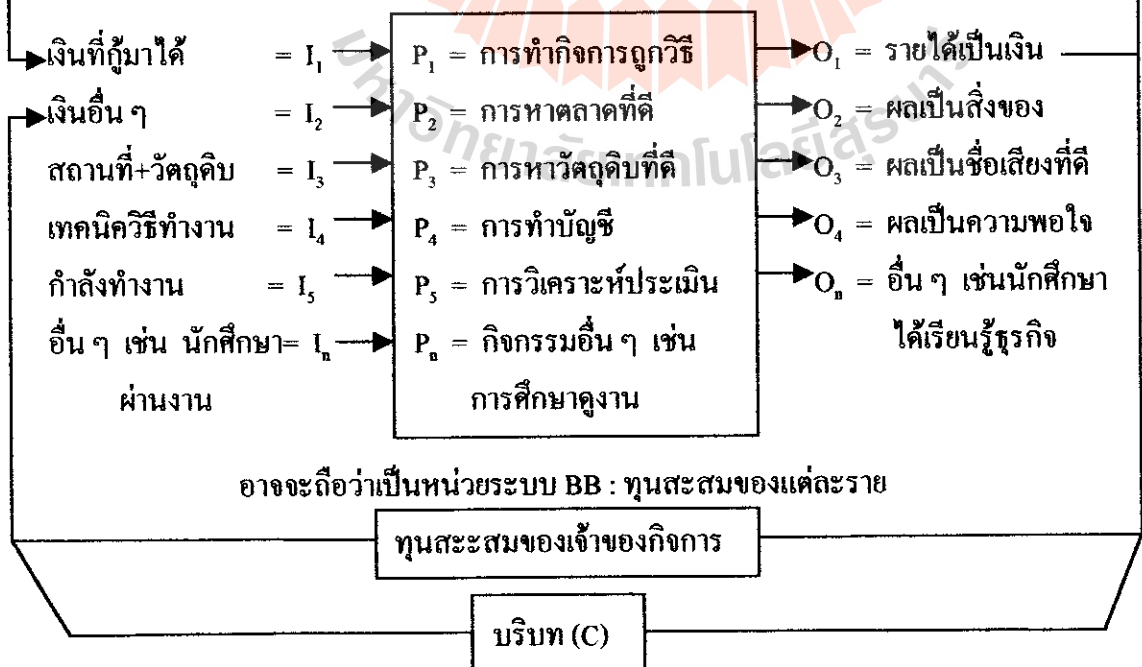 เงินที่กู้มาได้ = I₁ P₁ = การทำกิจการถูกวิธี O₁ = รายได้เป็นเงิน
เงินอื่น ๆ = I₂ P₂ = การหาตลาดที่ดี O₂ = ผลเป็นสิ่งของ
สถานที่+วัตถุดิบ = I₃ P₃ = การหาวัตถุดิบที่ดี O₃ = ผลเป็นชื่อเสียงที่ดี
เทคนิควิธีทำงาน = I₄ P₄ = การทำบัญชี O₄ = ผลเป็นความพอใจ
กำลังทำงาน = I₅ P₅ = การวิเคราะห์ประเมิน Oₙ = อื่น ๆ เช่นนักศึกษา
อื่น ๆ เช่น นักศึกษา= Iₙ Pₙ = กิจกรรมอื่น ๆ เช่น ได้เรียนรู้ธุรกิจ
ผ่านงาน การศึกษาดูงาน
อาจจะถือว่าเป็นหน่วยระบบ BB : ทุนสะสมของแต่ละราย
ทุนสะะสมของเจ้าของกิจการ
บริบท (C)